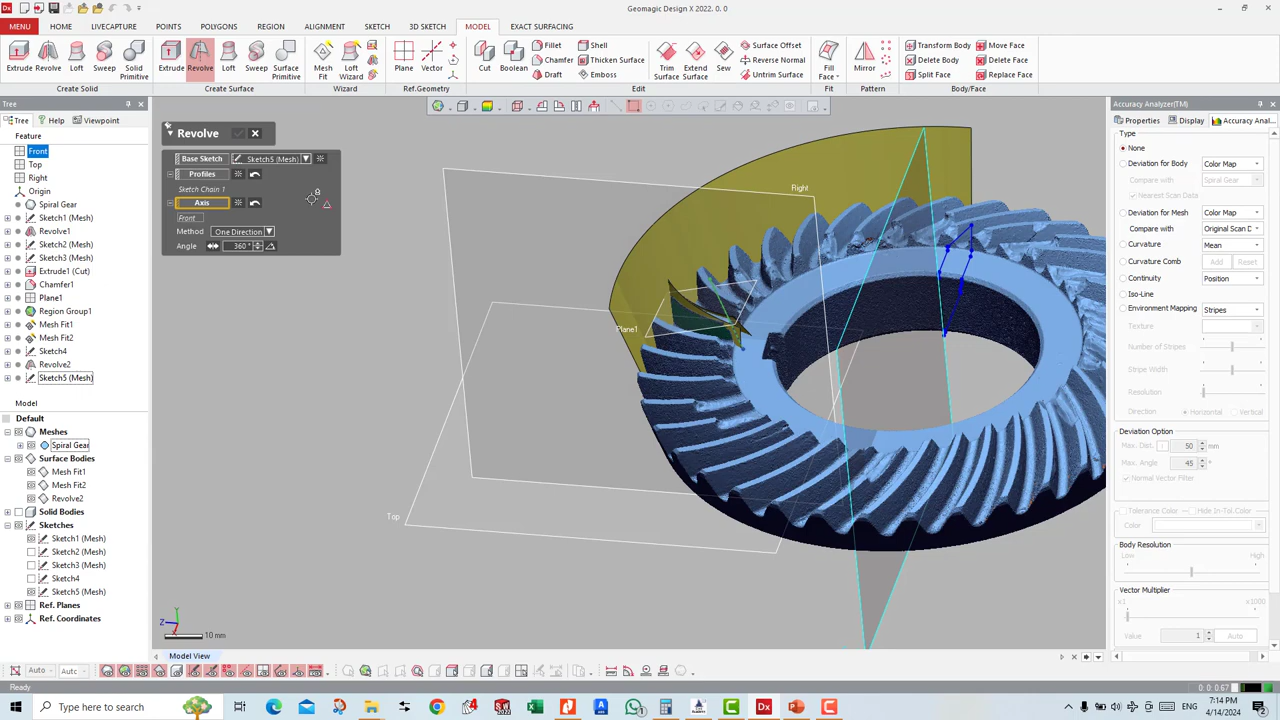 Geomagic Design X 2022. 0. 0
MENU HOME LIVECAPTURE POINTS POLYGONS REGION ALIGNMENT SKETCH 3D SKETCH MODEL EXACT SURFACING
Extrude Revolve Loft Sweep Solid Primitive
Create Solid
Extrude Revolve Loft Sweep Surface Primitive
Create Surface
Mesh Fit Loft Wizard
Wizard
Plane Vector
Ref.Geometry
Cut Boolean Fillet Chamfer Draft Shell Thicken Surface Emboss Trim Surface Extend Surface Sew Surface Offset Reverse Normal Untrim Surface
Edit
Fill Face
Fit
Mirror
Pattern
Transform Body Delete Body Split Face Move Face Delete Face Replace Face
Body/Face
Tree
Tree Help Viewpoint
Feature
Front
Top
Right
Origin
Spiral Gear
Sketch1 (Mesh)
Revolve1
Sketch2 (Mesh)
Sketch3 (Mesh)
Extrude1 (Cut)
Chamfer1
Plane1
Region Group1
Mesh Fit1
Mesh Fit2
Sketch4
Revolve2
Sketch5 (Mesh)
Model
Default
Meshes
Spiral Gear
Surface Bodies
Mesh Fit1
Mesh Fit2
Revolve2
Solid Bodies
Sketches
Sketch1 (Mesh)
Sketch2 (Mesh)
Sketch3 (Mesh)
Sketch4
Sketch5 (Mesh)
Ref. Planes
Ref. Coordinates
Revolve
Base Sketch Sketch5 (Mesh)
Profiles
Sketch Chain 1
Axis
Front
Method One Direction
Angle 360 °
Right
Plane1
Top
Y
Z
X
10 mm
Model View
Accuracy Analyzer(TM)
Properties Display Accuracy Anal...
Type
None
Deviation for Body Color Map
Compare with Spiral Gear
Nearest Scan Data
Deviation for Mesh Color Map
Compare with Original Scan D
Curvature Mean
Curvature Comb Add Reset
Continuity Position
Iso-Line
Environment Mapping Stripes
Texture
Number of Stripes
Stripe Width
Resolution
Direction Horizontal Vertical
Deviation Option
Max. Dist. 50 mm
Max. Angle 45 °
Normal Vector Filter
Tolerance Color Hide In-Tol.Color
Color
Body Resolution
Low High
Vector Multiplier
x1 x1000
Value 1 Auto
Auto Autc
Ready
0: 0: 0:67
Type here to search
ENG
7:14 PM
4/14/2024